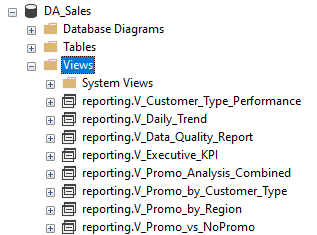 DA_Sales
Database Diagrams
Tables
Views
System Views
reporting.V_Customer_Type_Performance
reporting.V_Daily_Trend
reporting.V_Data_Quality_Report
reporting.V_Executive_KPI
reporting.V_Promo_Analysis_Combined
reporting.V_Promo_by_Customer_Type
reporting.V_Promo_by_Region
reporting.V_Promo_vs_NoPromo